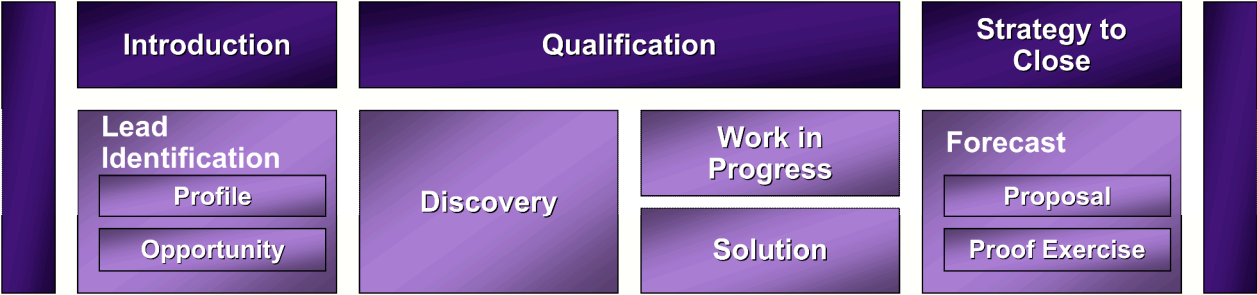 Introduction
Qualification
Strategy to
Close
Lead
Identification
Profile
Opportunity
Discovery
Work in
Progress
Solution
Forecast
Proposal
Proof Exercise